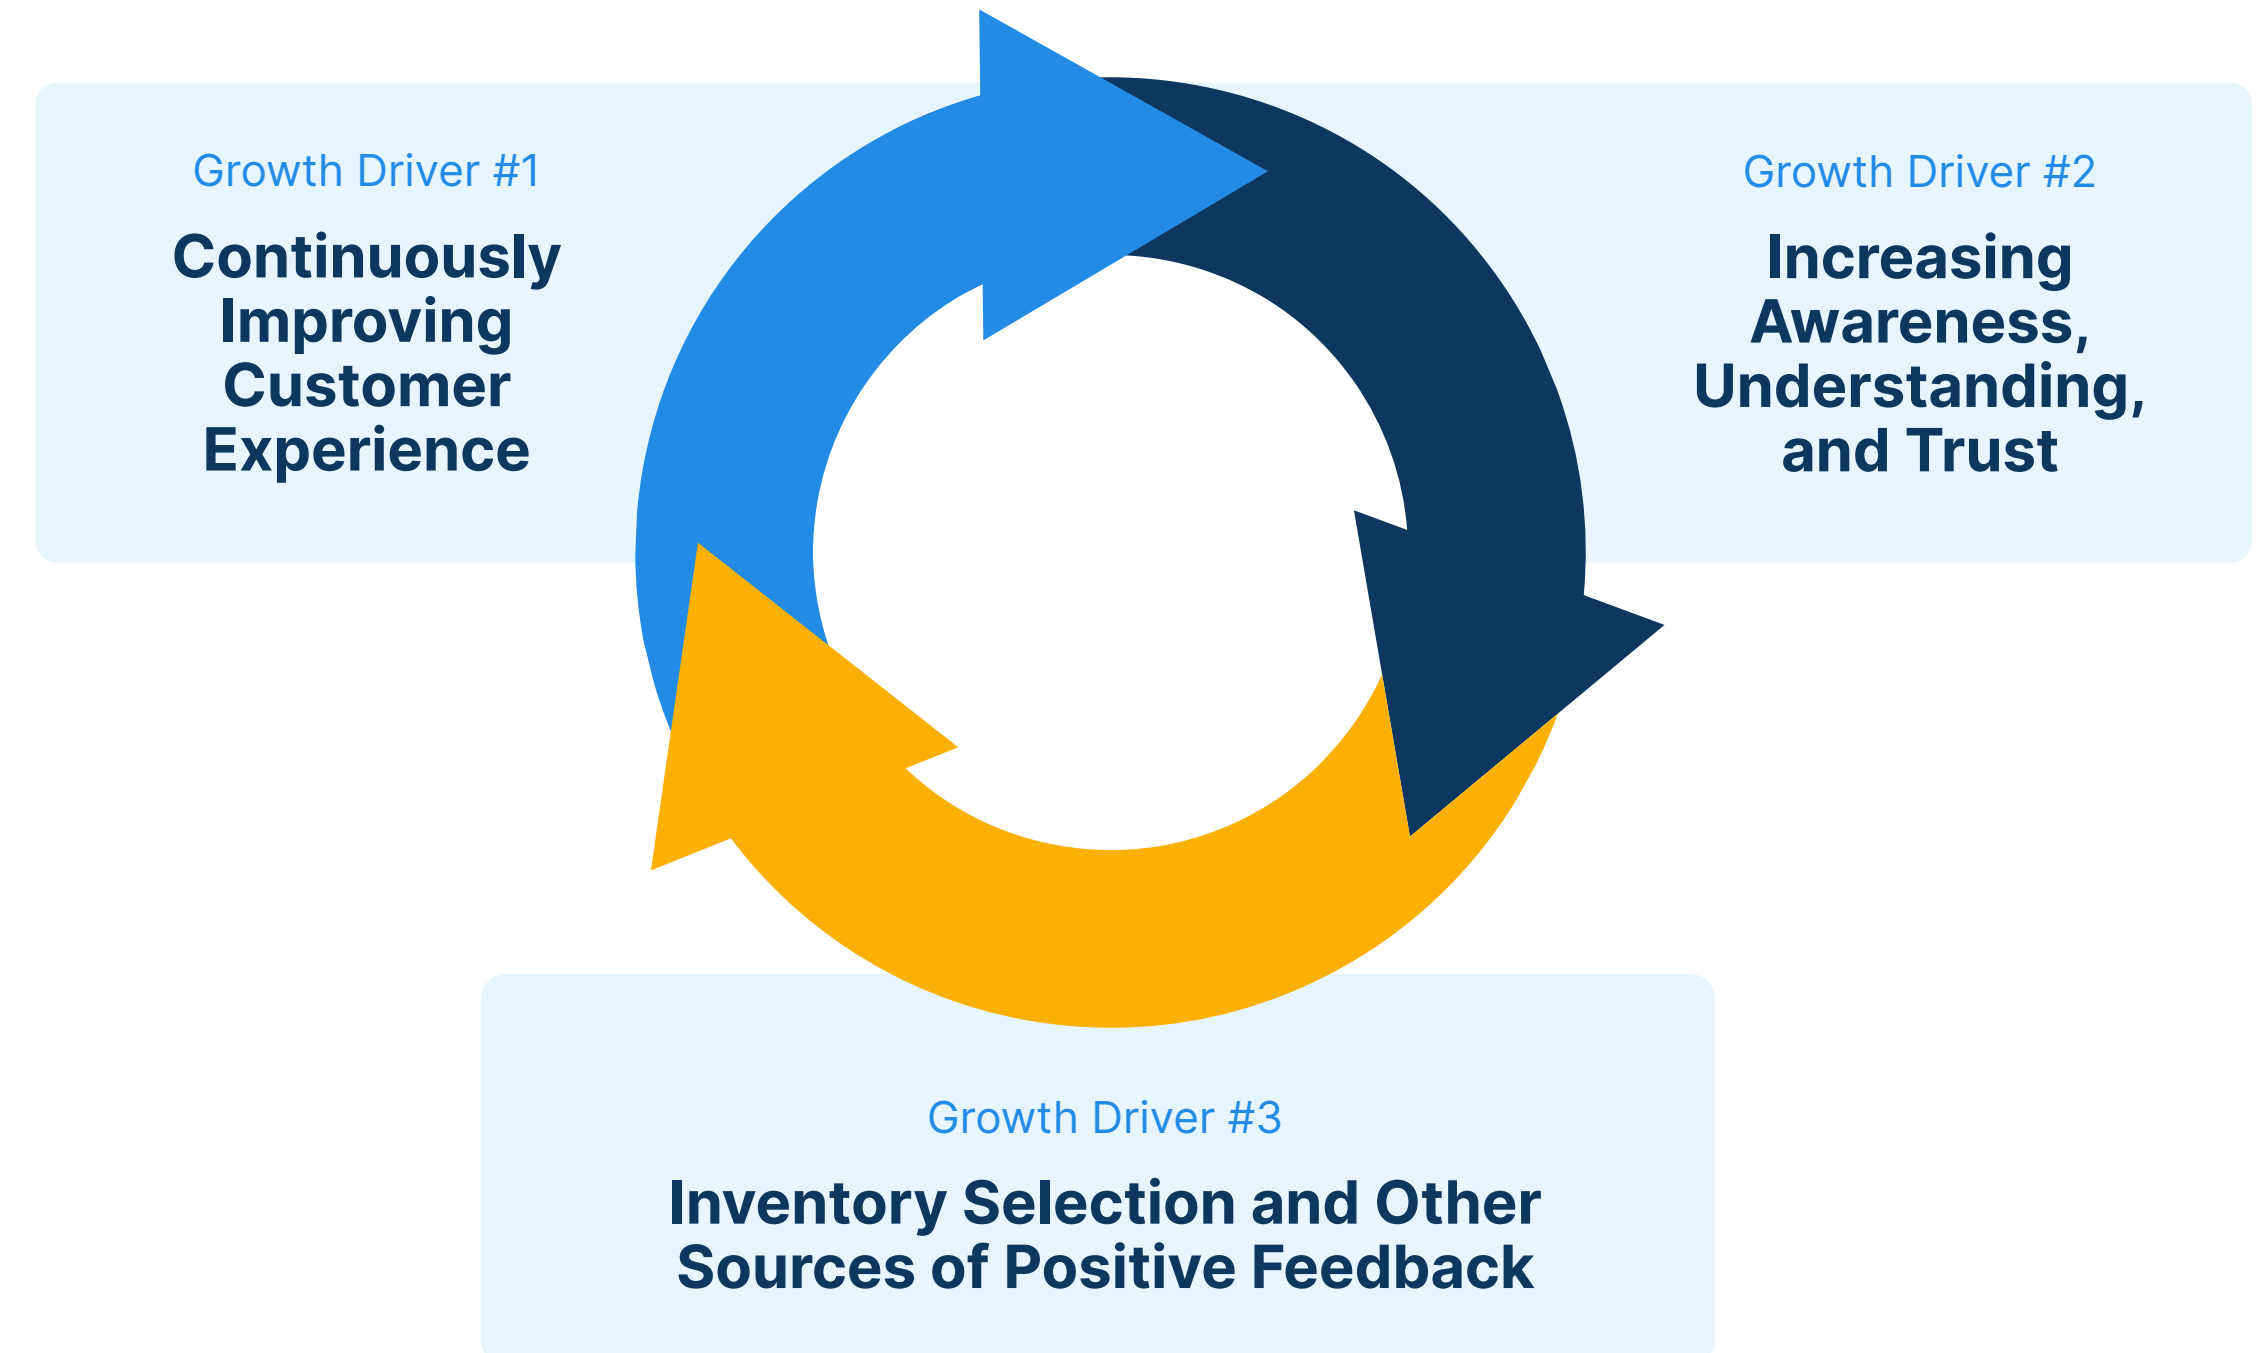 Growth Driver #1
Continuously
Improving
Customer
Experience
Growth Driver #2
Increasing
Awareness,
Understanding,
and Trust
Growth Driver #3
Inventory Selection and Other
Sources of Positive Feedback